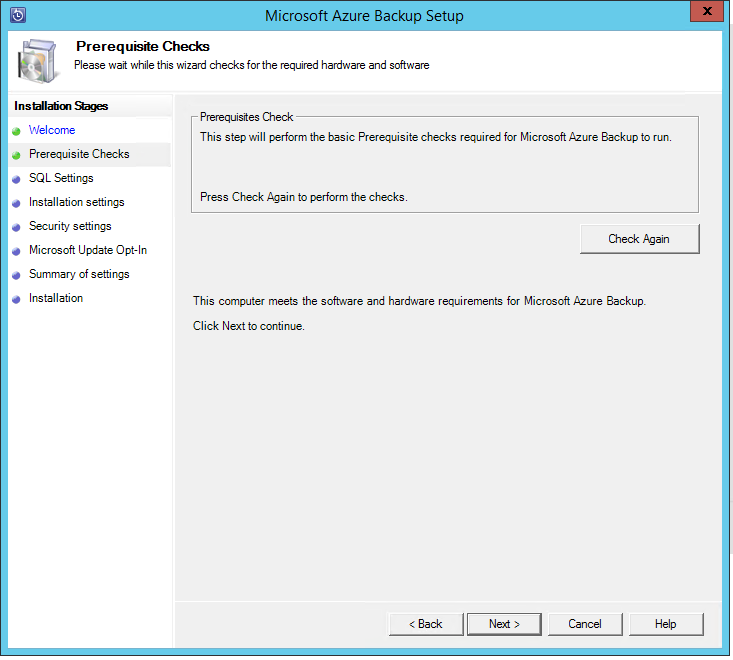 Microsoft Azure Backup Setup
x
Prerequisite Checks
Please wait while this wizard checks for the required hardware and software
Installation Stages
Welcome
Prerequisite Checks
SQL Settings
Installation settings
Security settings
Microsoft Update Opt-In
Summary of settings
Installation
Prerequisites Check
This step will perform the basic Prerequisite checks required for Microsoft Azure Backup to run.
Press Check Again to perform the checks.
Check Again
This computer meets the software and hardware requirements for Microsoft Azure Backup.
Click Next to continue.
< Back
Next >
Cancel
Help